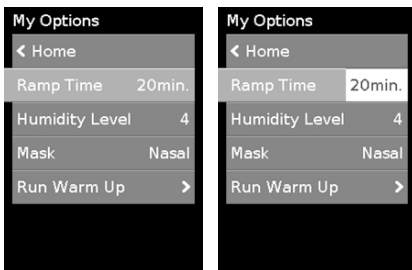 My Options
Home
Ramp Time 20min.
Humidity Level 4
Mask Nasal
Run Warm Up
My Options
Home
Ramp Time 20min.
Humidity Level 4
Mask Nasal
Run Warm Up